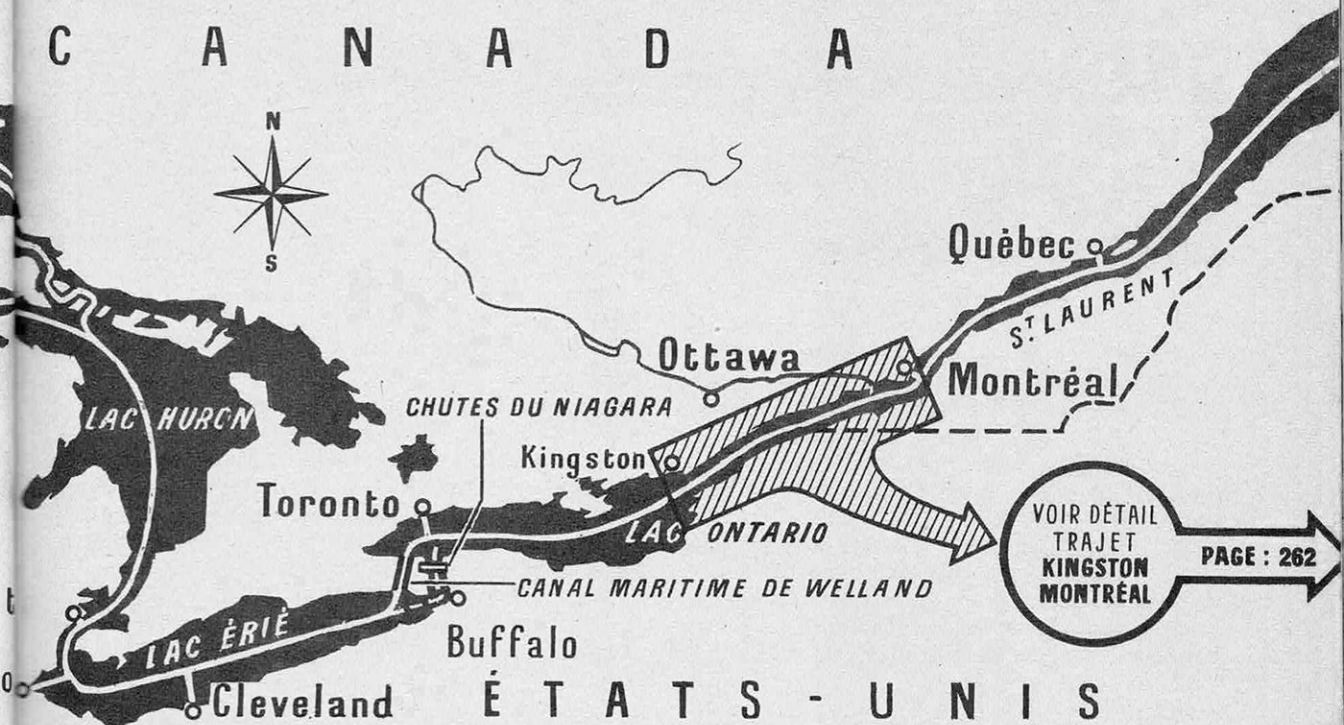 CANADA
N
S
Québec
ST. LAURENT
Ottawa
Montréal
LAC HURON
CHUTES DU NIAGARA
Kingston
Toronto
LAC ONTARIO
VOIR DÉTAIL
TRAJET
KINGSTON
MONTRÉAL
PAGE : 262
CANAL MARITIME DE WELLAND
LAC ÉRIÉ
Buffalo
t
o
Cleveland
ÉTATS-UNIS